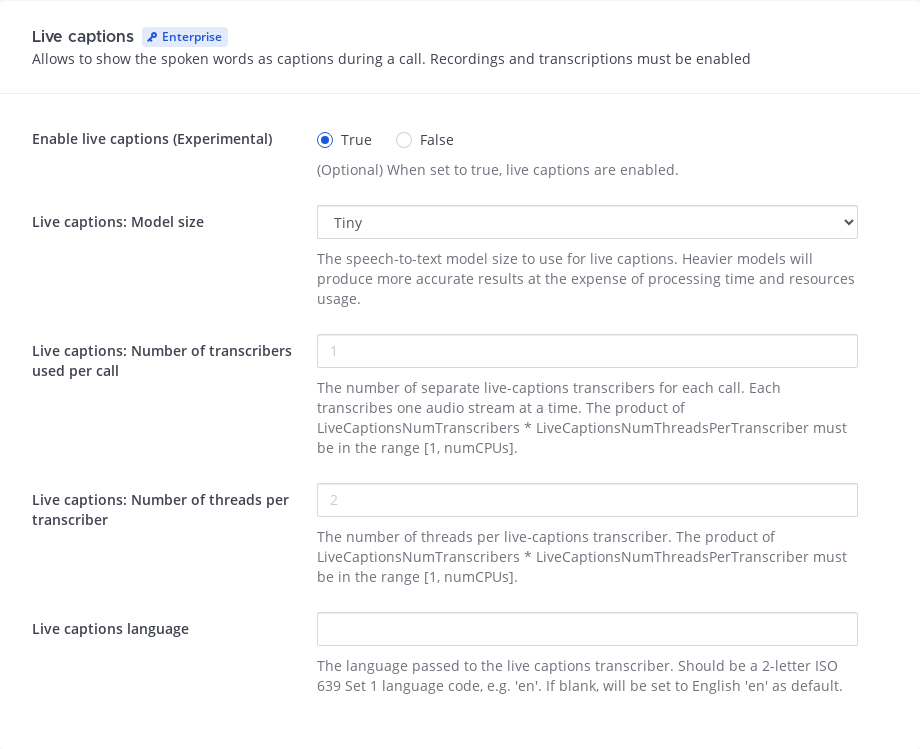 Live captions Enterprise
Allows to show the spoken words as captions during a call. Recordings and transcriptions must be enabled
Enable live captions (Experimental)
True False
(Optional) When set to true, live captions are enabled.
Live captions: Model size
Tiny
The speech-to-text model size to use for live captions. Heavier models will
produce more accurate results at the expense of processing time and resources
usage.
Live captions: Number of transcribers
used per call
1
The number of separate live-captions transcribers for each call. Each
transcribes one audio stream at a time. The product of
LiveCaptionsNumTranscribers * LiveCaptionsNumThreadsPerTranscriber must
be in the range [1, numCPUs].
Live captions: Number of threads per
transcriber
2
The number of threads per live-captions transcriber. The product of
LiveCaptionsNumTranscribers * LiveCaptionsNumThreadsPerTranscriber must
be in the range [1, numCPUs].
Live captions language
The language passed to the live captions transcriber. Should be a 2-letter ISO
639 Set 1 language code, e.g. 'en'. If blank, will be set to English 'en' as default.